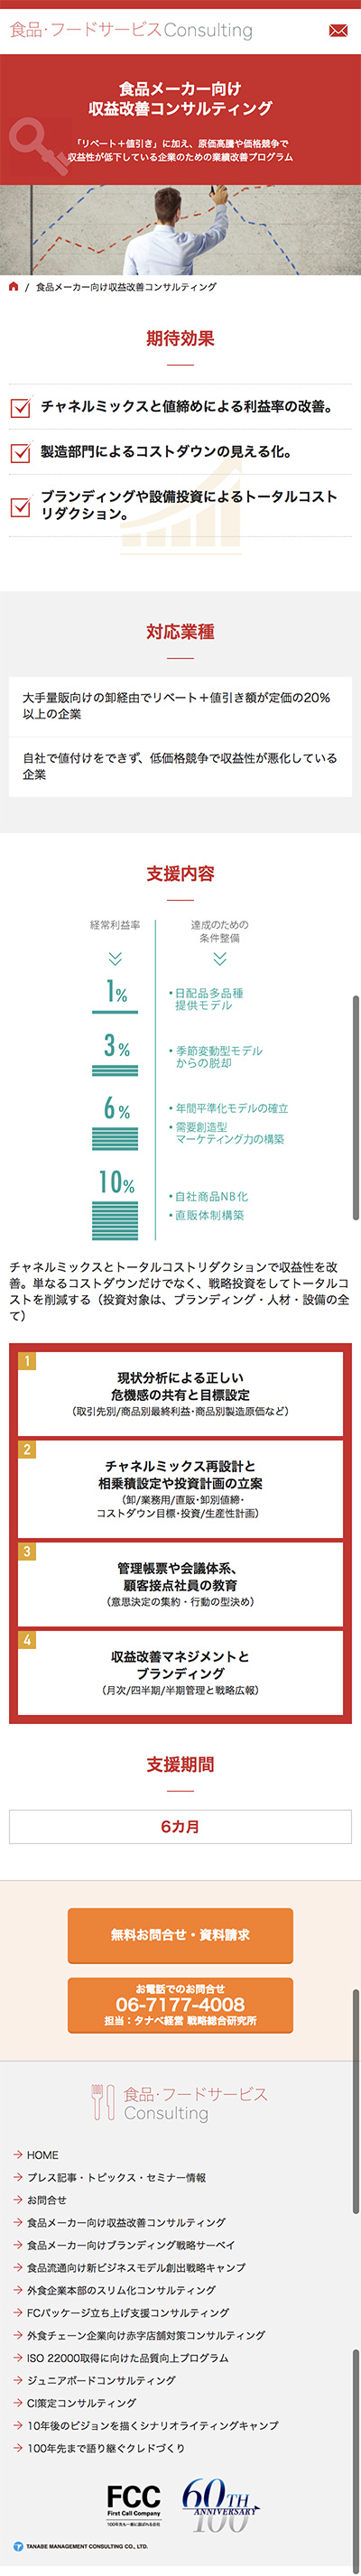 食品・フードサービスConsulting
食品メーカー向け
収益改善コンサルティング
「リベート＋値引き」に加え、原価高騰や価格競争で
収益性が低下している企業のための業績改善プログラム
/ 食品メーカー向け収益改善コンサルティング
期待効果
チャネルミックスと値締めによる利益率の改善。
製造部門によるコストダウンの見える化。
ブランディングや設備投資によるトータルコスト
リダクション。
対応業種
大手量販向けの卸経由でリベート＋値引き額が定価の20%
以上の企業
自社で値付けをできず、低価格競争で収益性が悪化している
企業
支援内容
経常利益率
達成のための
条件整備
1%
・日配品多品種
提供モデル
3%
・季節変動型モデル
からの脱却
6%
・年間平準化モデルの確立
・需要創造型
マーケティング力の構築
10%
・自社商品NB化
・直販体制構築
チャネルミックスとトータルコストリダクションで収益性を改
善。単なるコストダウンだけでなく、戦略投資をしてトータルコ
ストを削減する（投資対象は、ブランディング・人材・設備の全
て）
1
現状分析による正しい
危機感の共有と目標設定
（取引先別/商品別最終利益・商品別製造原価など）
2
チャネルミックス再設計と
相乗積設定や投資計画の立案
（卸/業務用/直販・卸別値締・
コストダウン目標・投資/生産性計画）
3
管理帳票や会議体系、
顧客接点社員の教育
（意思決定の集約・行動の型決め）
4
収益改善マネジメントと
ブランディング
（月次/四半期/半期管理と戦略広報）
支援期間
6カ月
無料お問合せ・資料請求
お電話でのお問合せ
06-7177-4008
担当：タナベ経営 戦略総合研究所
食品・フードサービス
Consulting
HOME
プレス記事・トピックス・セミナー情報
お問合せ
食品メーカー向け収益改善コンサルティング
食品メーカー向けブランディング戦略サーベイ
食品流通向け新ビジネスモデル創出戦略キャンプ
外食企業本部のスリム化コンサルティング
FCパッケージ立ち上げ支援コンサルティング
外食チェーン企業向け赤字店舗対策コンサルティング
ISO 22000取得に向けた品質向上プログラム
ジュニアボードコンサルティング
CI策定コンサルティング
10年後のビジョンを描くシナリオライティングキャンプ
100年先まで語り継ぐクレドづくり
FCC
First Call Company
100年先も一番に選ばれる会社
60TH
ANNIVERSARY
100
TANABE MANAGEMENT CONSULTING CO., LTD.